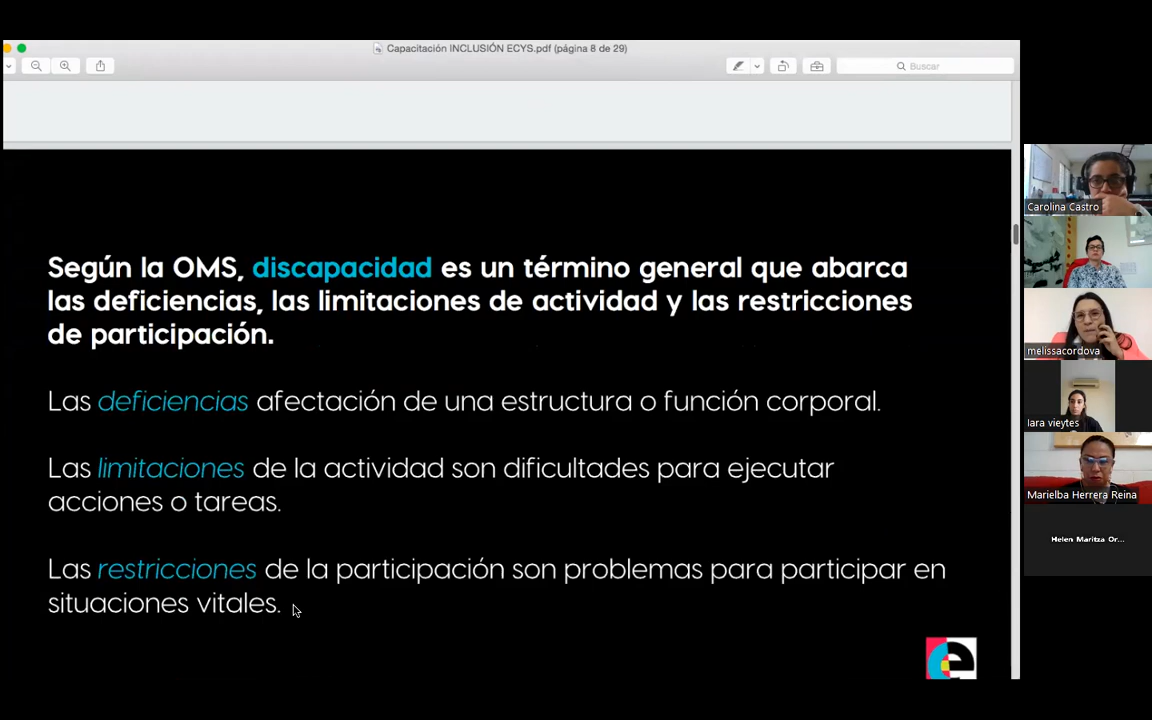 Capacitación INCLUSIÓN ECYS.pdf (página 8 de 29)
Buscar
Según la OMS, discapacidad es un término general que abarca
las deficiencias, las limitaciones de actividad y las restricciones
de participación.
Las deficiencias afectación de una estructura o función corporal.
Las limitaciones de la actividad son dificultades para ejecutar
acciones o tareas.
Las restricciones de la participación son problemas para participar en
situaciones vitales.
e
Carolina Castro
melissacordova
lara vieytes
Marielba Herrera Reina
Helen Maritza Or...